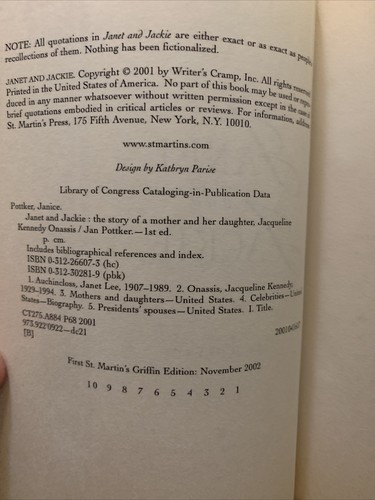 NOTE: All quotations in Janet and Jackie are either exact or as exact as people's
recollections of them. Nothing has been fictionalized.
JANET AND JACKIE. Copyright © 2001 by Writer's Cramp, Inc. All rights reserved.
Printed in the United States of America. No part of this book may be used or repro-
duced in any manner whatsoever without written permission except in the case of
brief quotations embodied in critical articles or reviews. For information, address
St. Martin's Press, 175 Fifth Avenue, New York, N.Y. 10010.
www.stmartins.com
Design by Kathryn Parise
Library of Congress Cataloging-in-Publication Data
Pottker, Janice.
Janet and Jackie : the story of a mother and her daughter, Jacqueline
Kennedy Onassis / Jan Pottker.—1st ed.
p. cm.
Includes bibliographical references and index.
ISBN 0-312-26607-3 (hc)
ISBN 0-312-30281-9 (pbk)
1. Auchincloss, Janet Lee, 1907–1989. 2. Onassis, Jacqueline Kennedy,
1929–1994. 3. Mothers and daughters—United States. 4. Celebrities—United
States—Biography. 5. Presidents' spouses—United States. I. Title.
CT275.A884 P68 2001
973.922'0922—dc21
[B]
First St. Martin's Griffin Edition: November 2002
10 9 8 7 6 5 4 3 2 1